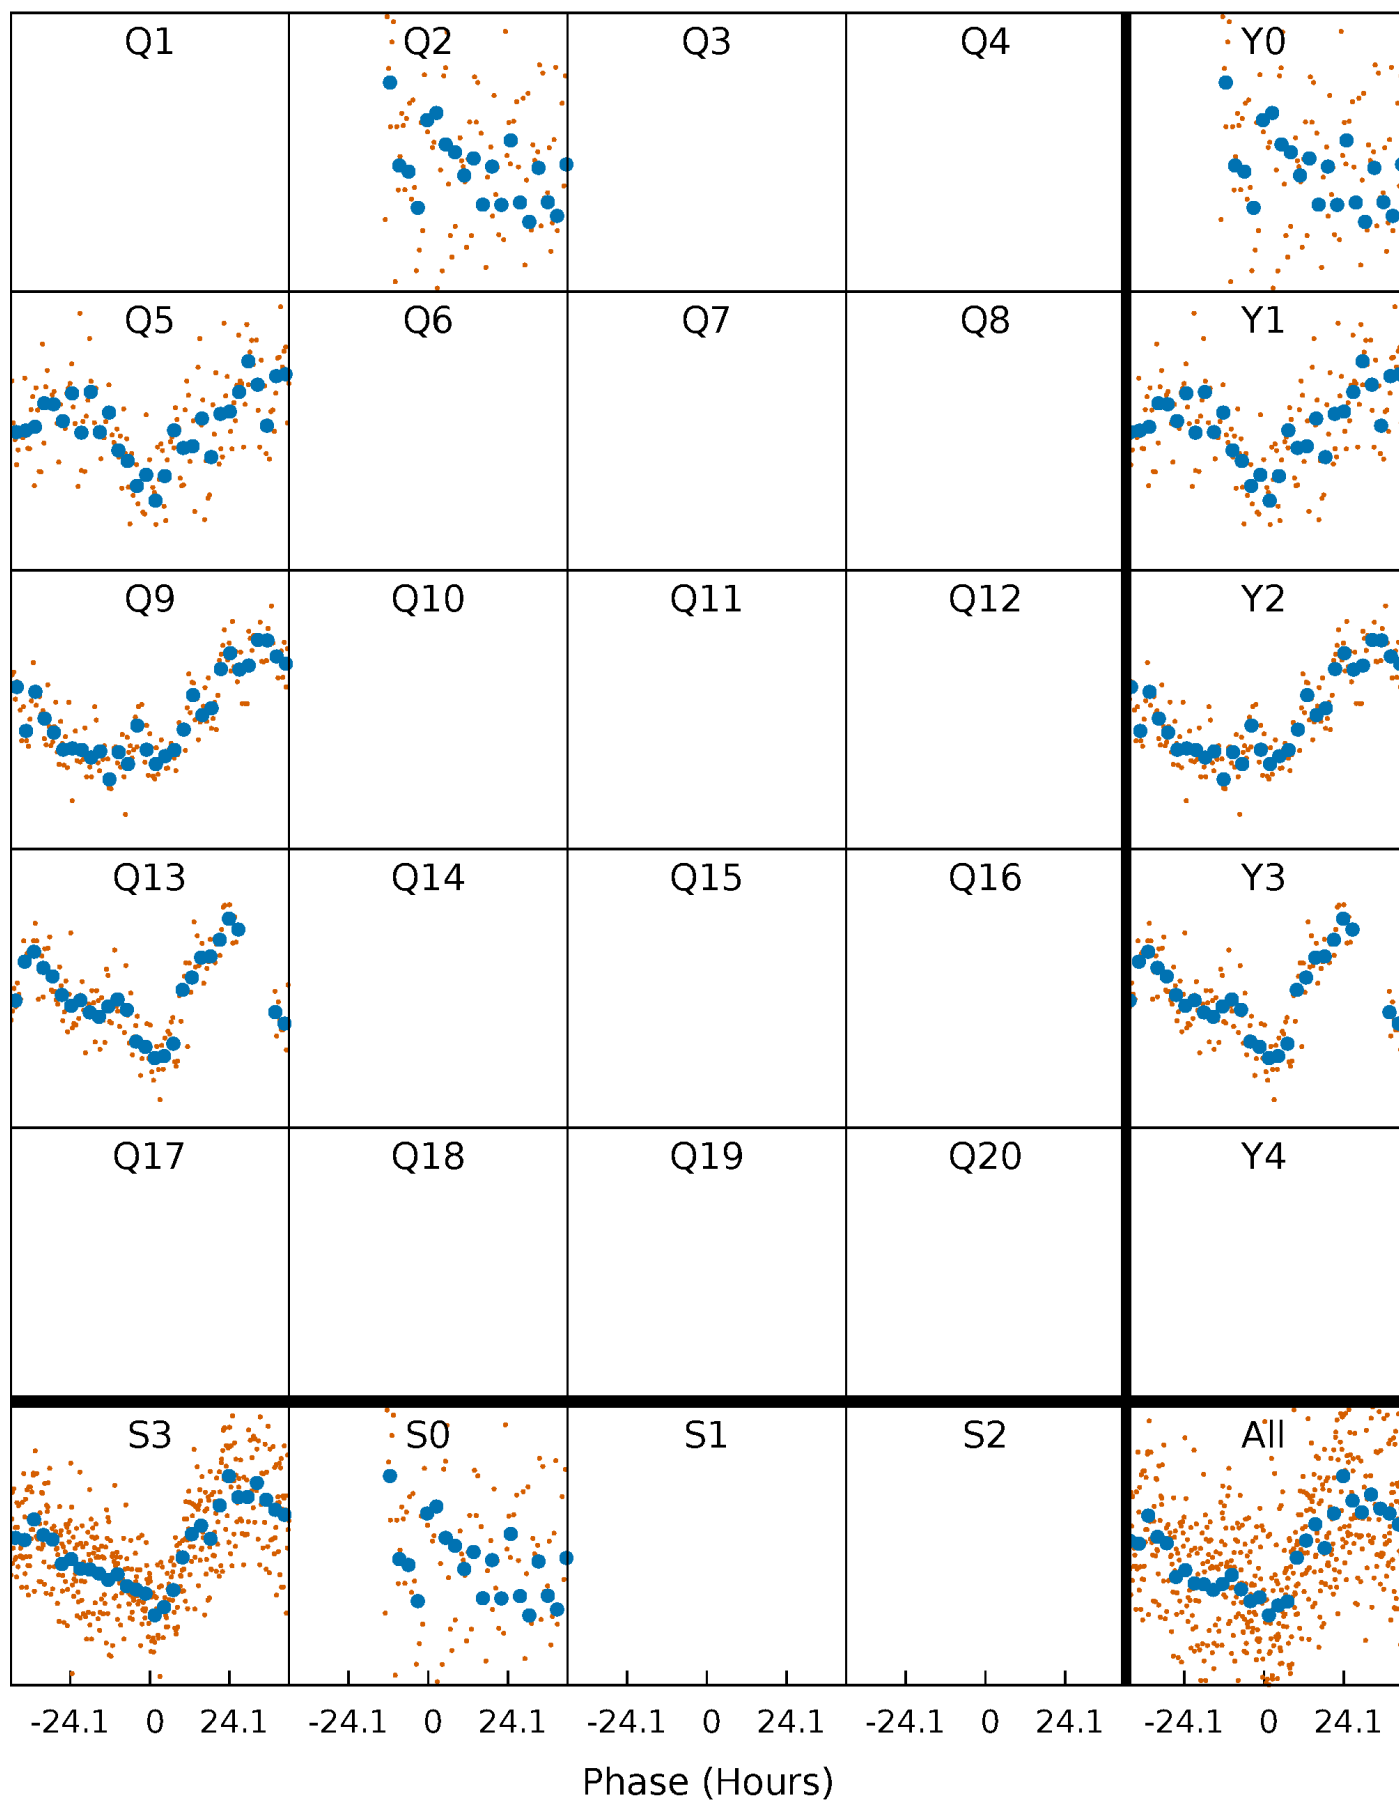 Q1 Q2 Q3 Q4 Y0
Q5 Q6 Q7 Q8 Y1
Q9 Q10 Q11 Q12 Y2
Q13 Q14 Q15 Q16 Y3
Q17 Q18 Q19 Q20 Y4
S3 S0 S1 S2 All
-24.1 0 24.1 -24.1 0 24.1 -24.1 0 24.1 -24.1 0 24.1 -24.1 0 24.1
Phase (Hours)